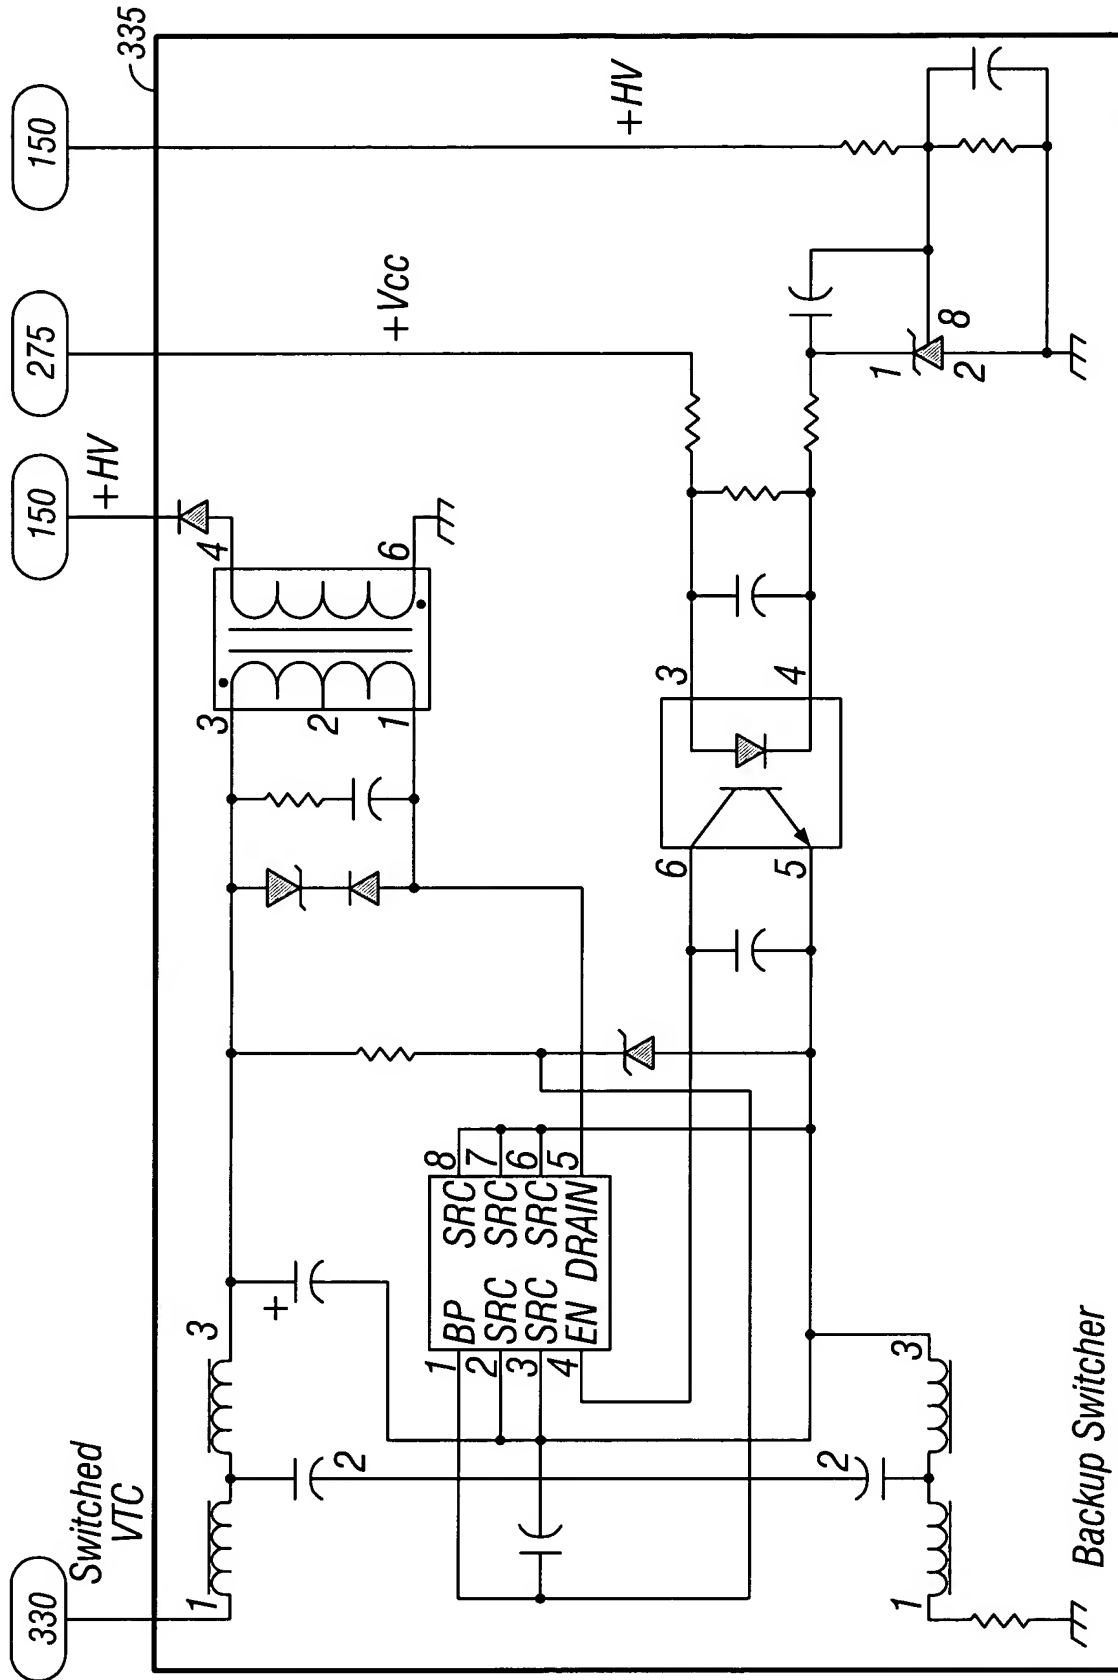 330
Switched
VTC
150
+HV
275
+Vcc
150
+HV
335
1
3
+
2
2
1
3
1 BP
2 SRC
3 SRC
4 EN
SRC 8
SRC 7
SRC 6
DRAIN 5
3
2
1
4
6
6
5
3
4
1
2
8
Backup Switcher